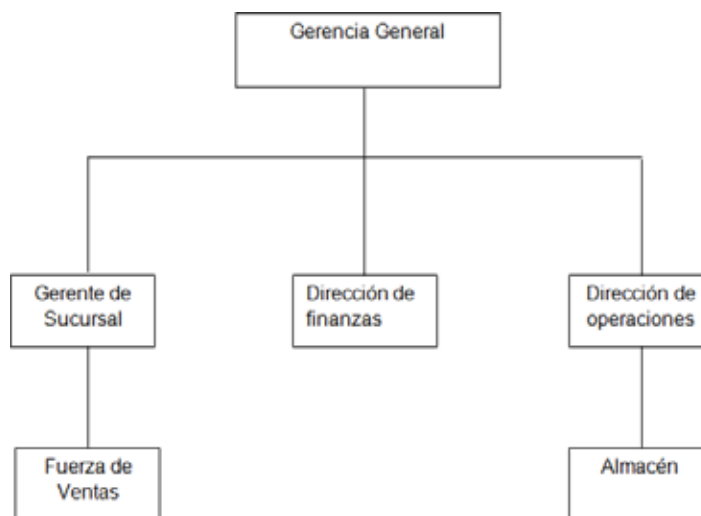 Gerencia General
Gerente de
Sucursal
Dirección de
finanzas
Dirección de
operaciones
Fuerza de
Ventas
Almacén